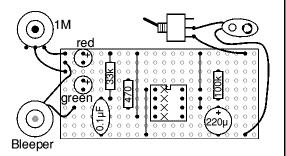 1M
red
33k
470
100k
green
0.1µF
220µ
Bleeper